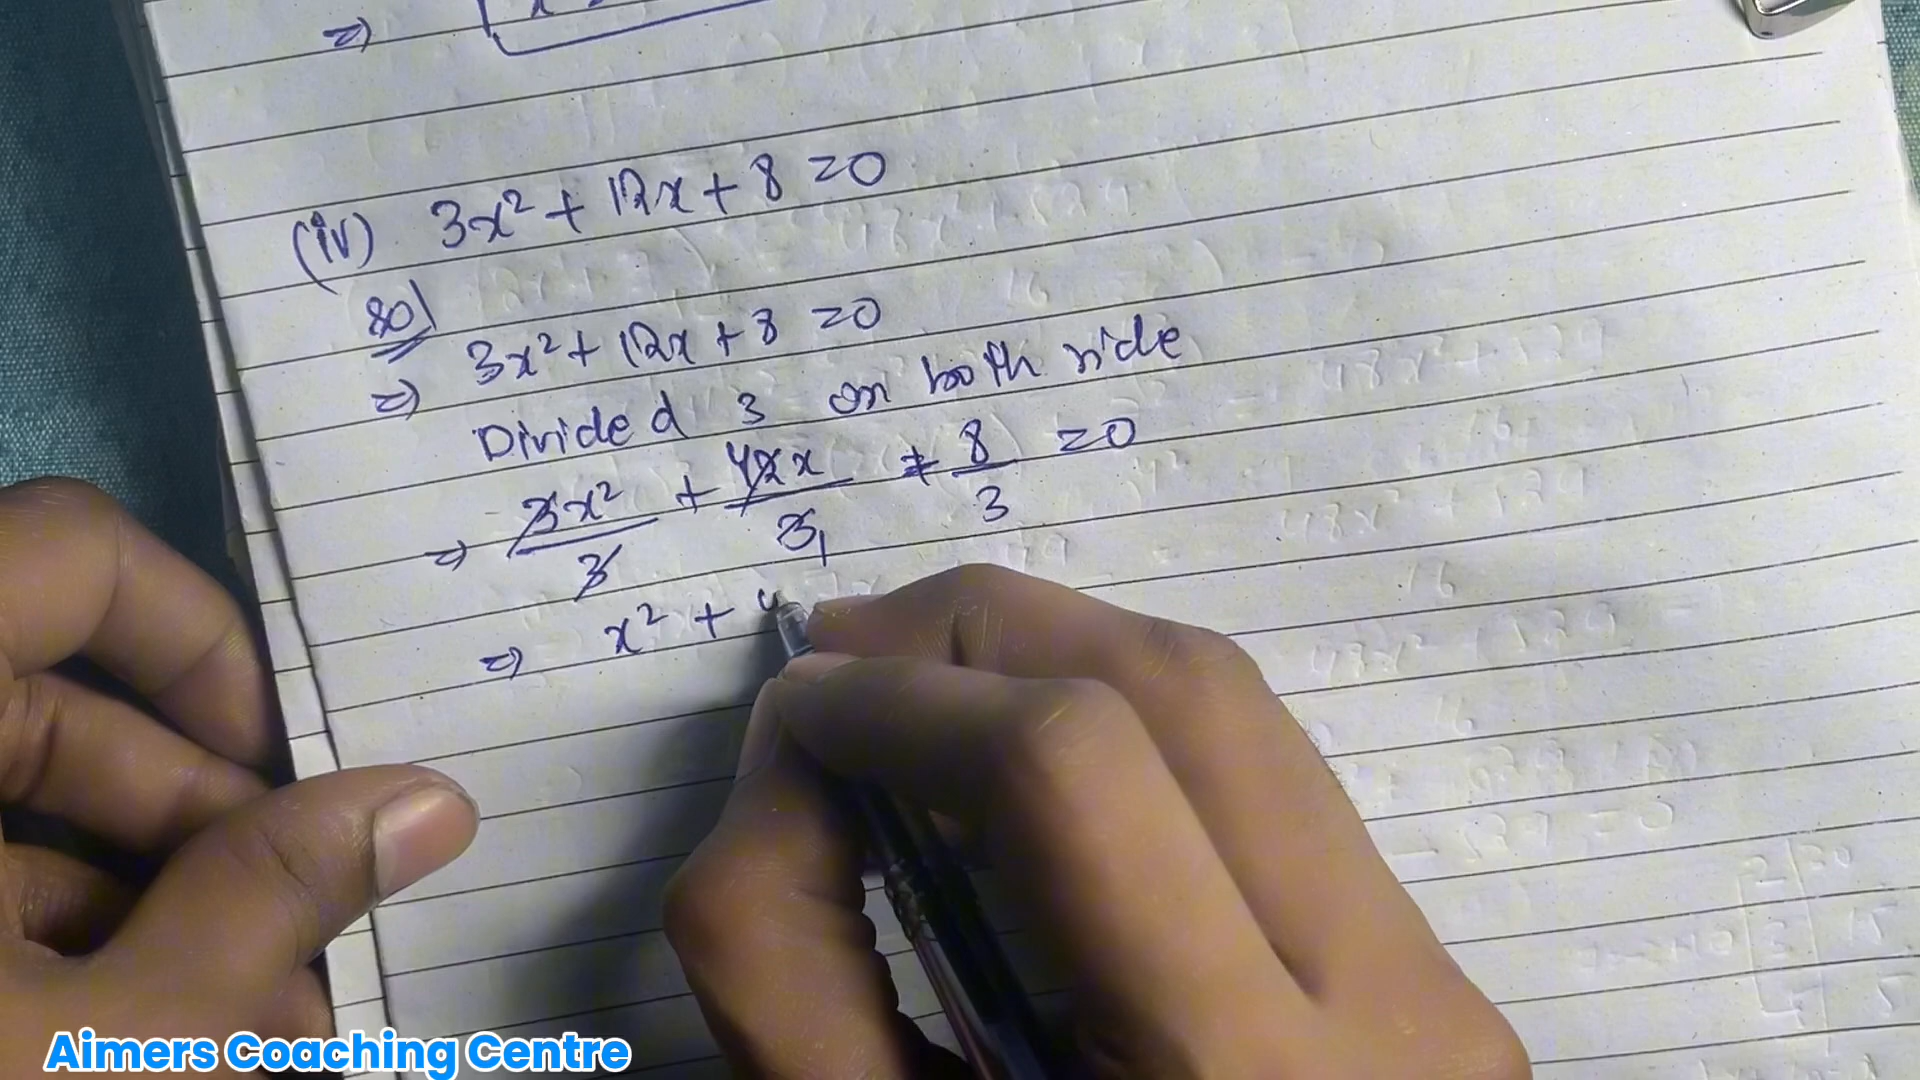 ⇒ x
(iv) 3x² + 12x + 8 = 0
Sol
⇒ 3x² + 12x + 8 = 0
Divided 3 on both side
⇒ 3x²/3 + 12x/3 + 8/3 = 0
⇒ x² + 4
Aimers Coaching Centre